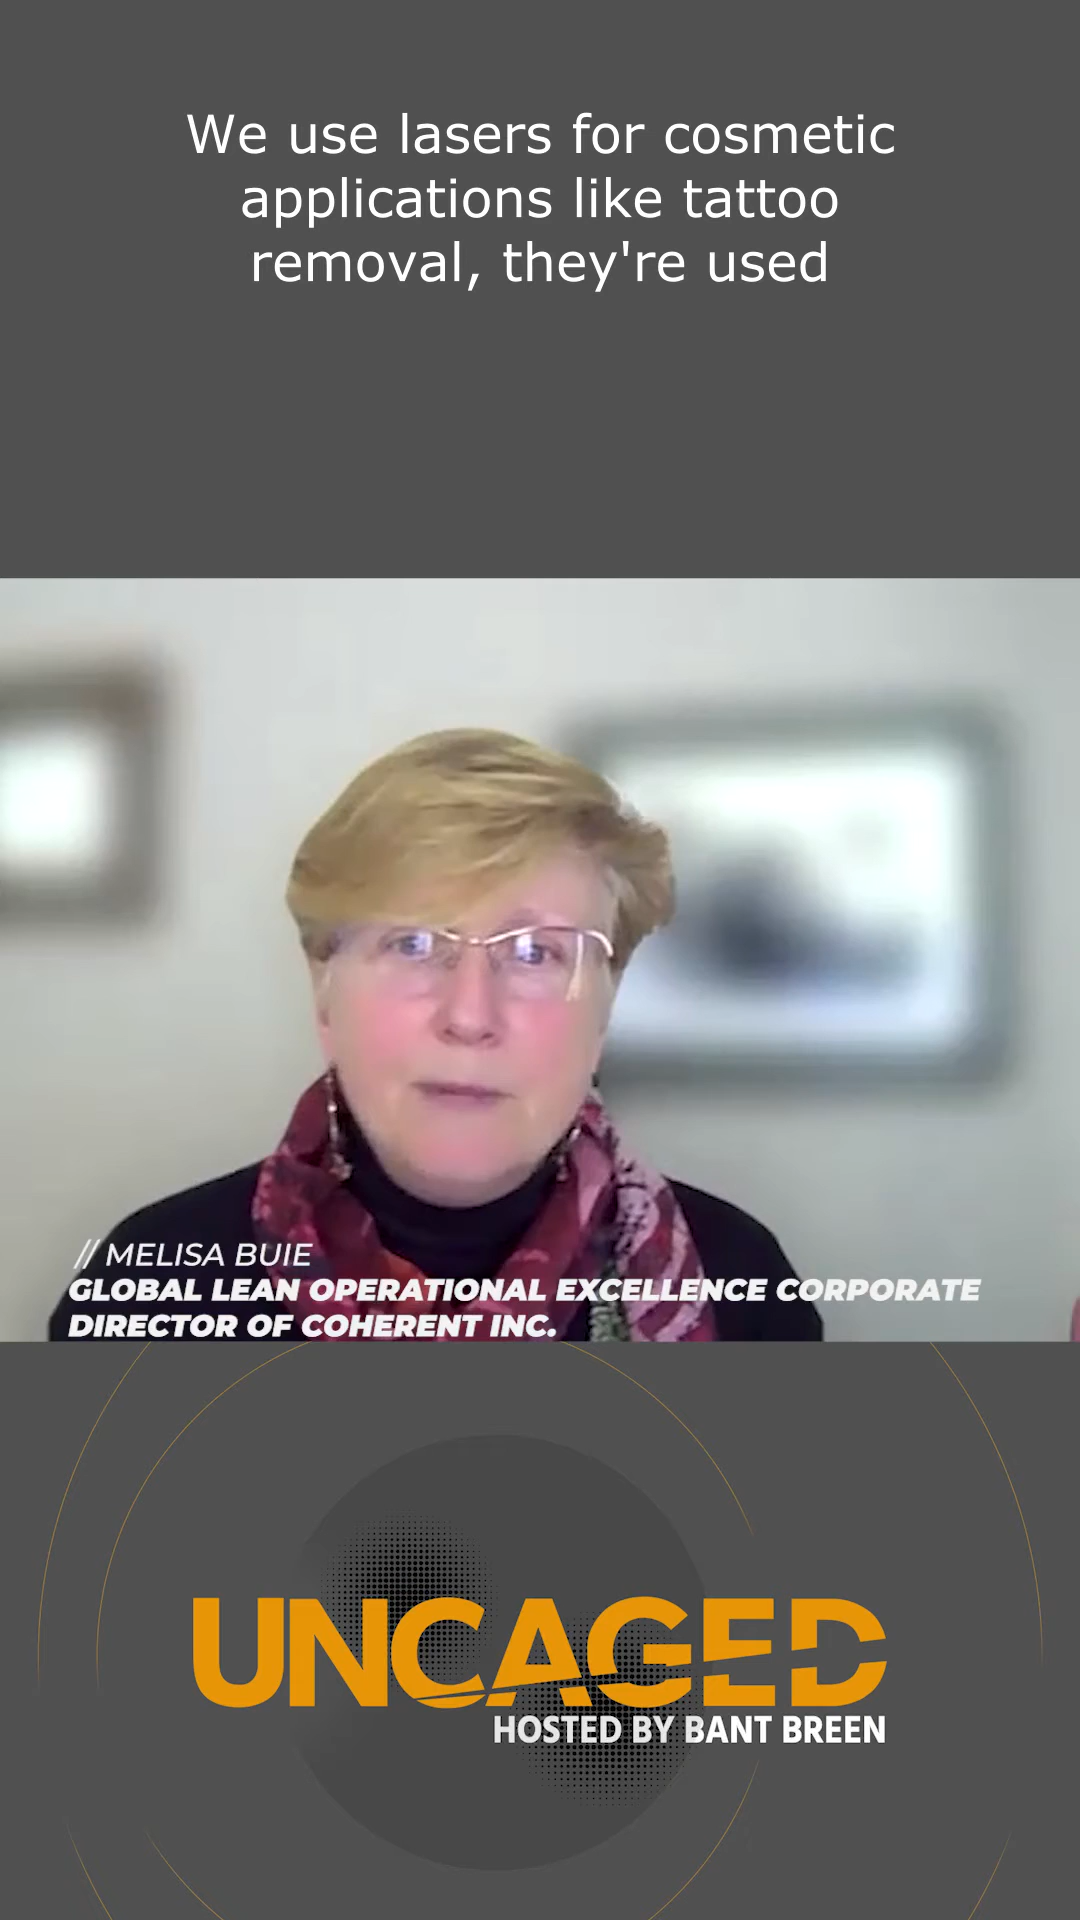 We use lasers for cosmetic
applications like tattoo
removal, they're used
// MELISA BUIE
GLOBAL LEAN OPERATIONAL EXCELLENCE CORPORATE
DIRECTOR OF COHERENT INC.
UNCAGED
HOSTED BY BANT BREEN